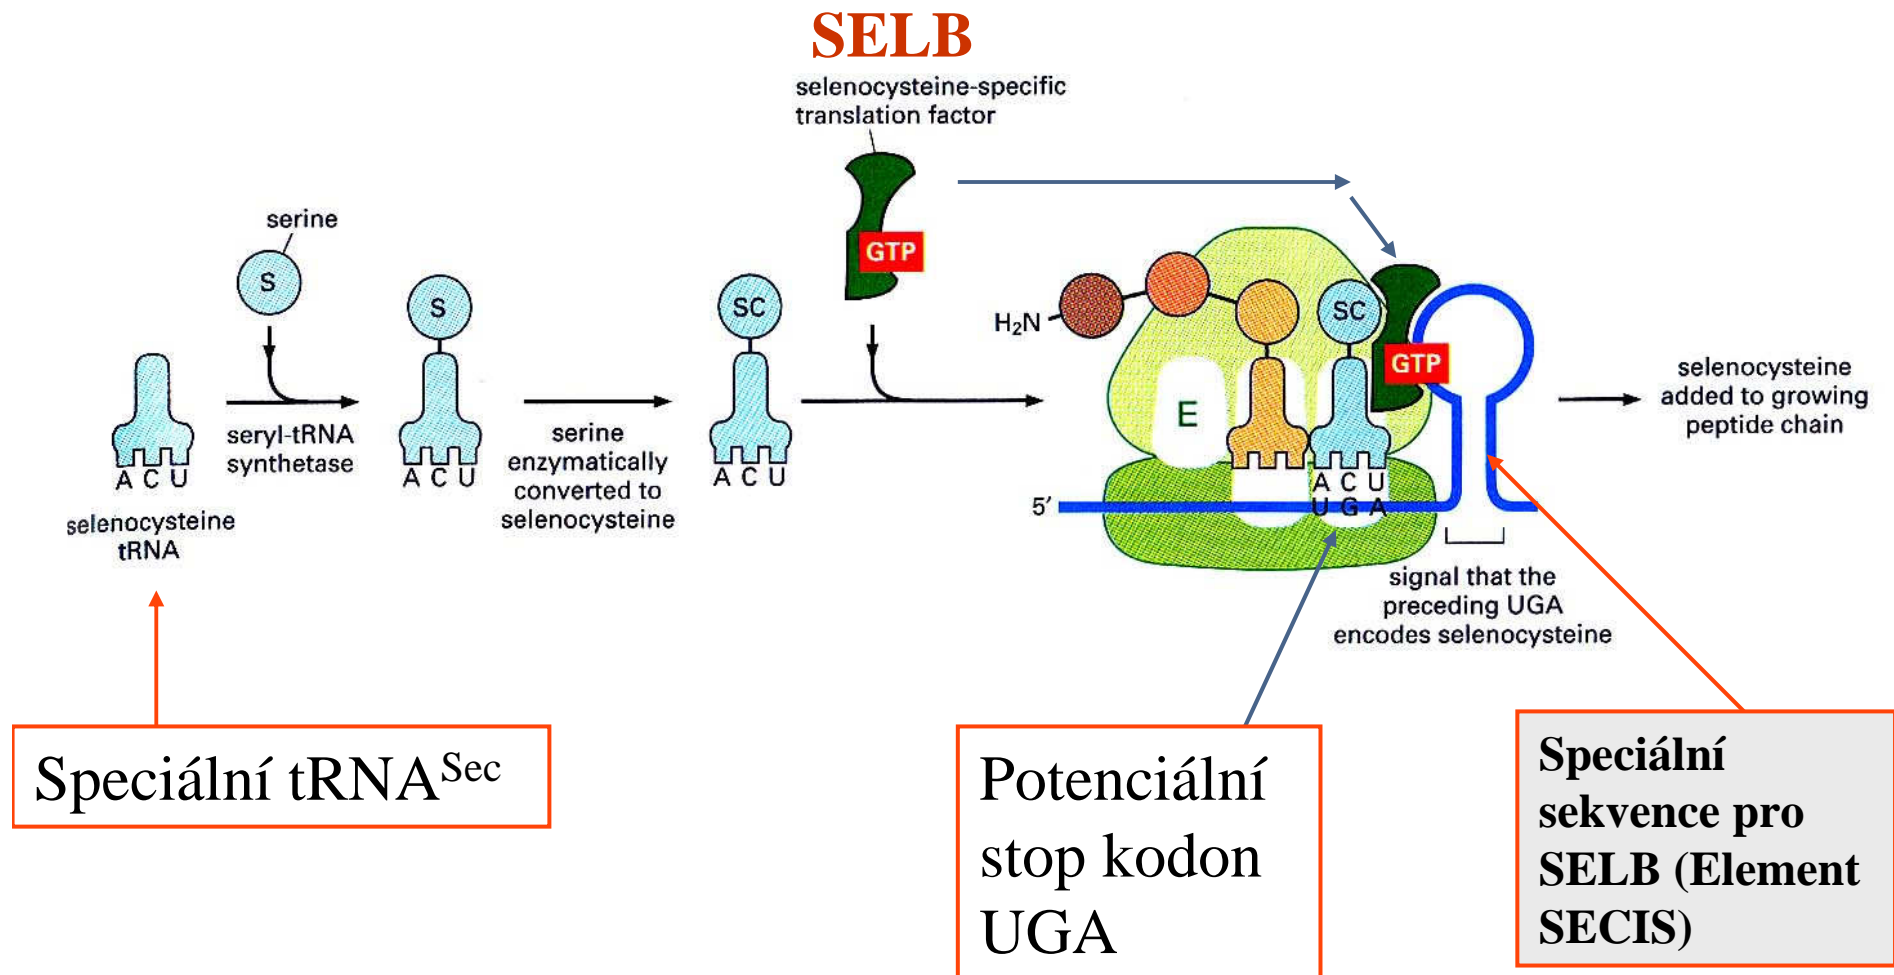 SELB
selenocysteine-specific
translation factor
GTP
serine
S
S
SC
A C U
selenocysteine
tRNA
seryl-tRNA
synthetase
A C U
serine
enzymatically
converted to
selenocysteine
A C U
H₂N
SC
GTP
E
A C U
U G A
5′
signal that the
preceding UGA
encodes selenocysteine
selenocysteine
added to growing
peptide chain
Speciální tRNA^Sec
Potenciální
stop kodon
UGA
Speciální
sekvence pro
SELB (Element
SECIS)